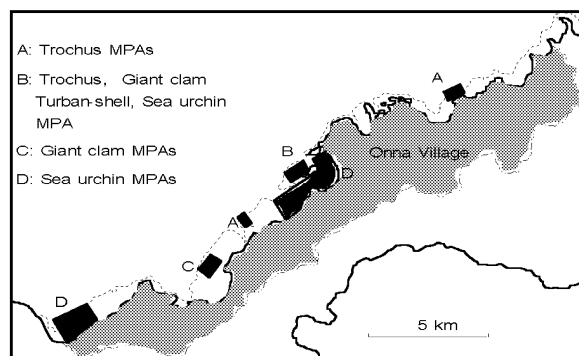 A: Trochus MPAs
B: Trochus, Giant clam
Turban-shell, Sea urchin
MPA
C: Giant clam MPAs
D: Sea urchin MPAs
A
B
Onna Village
D
A
C
D
5 km